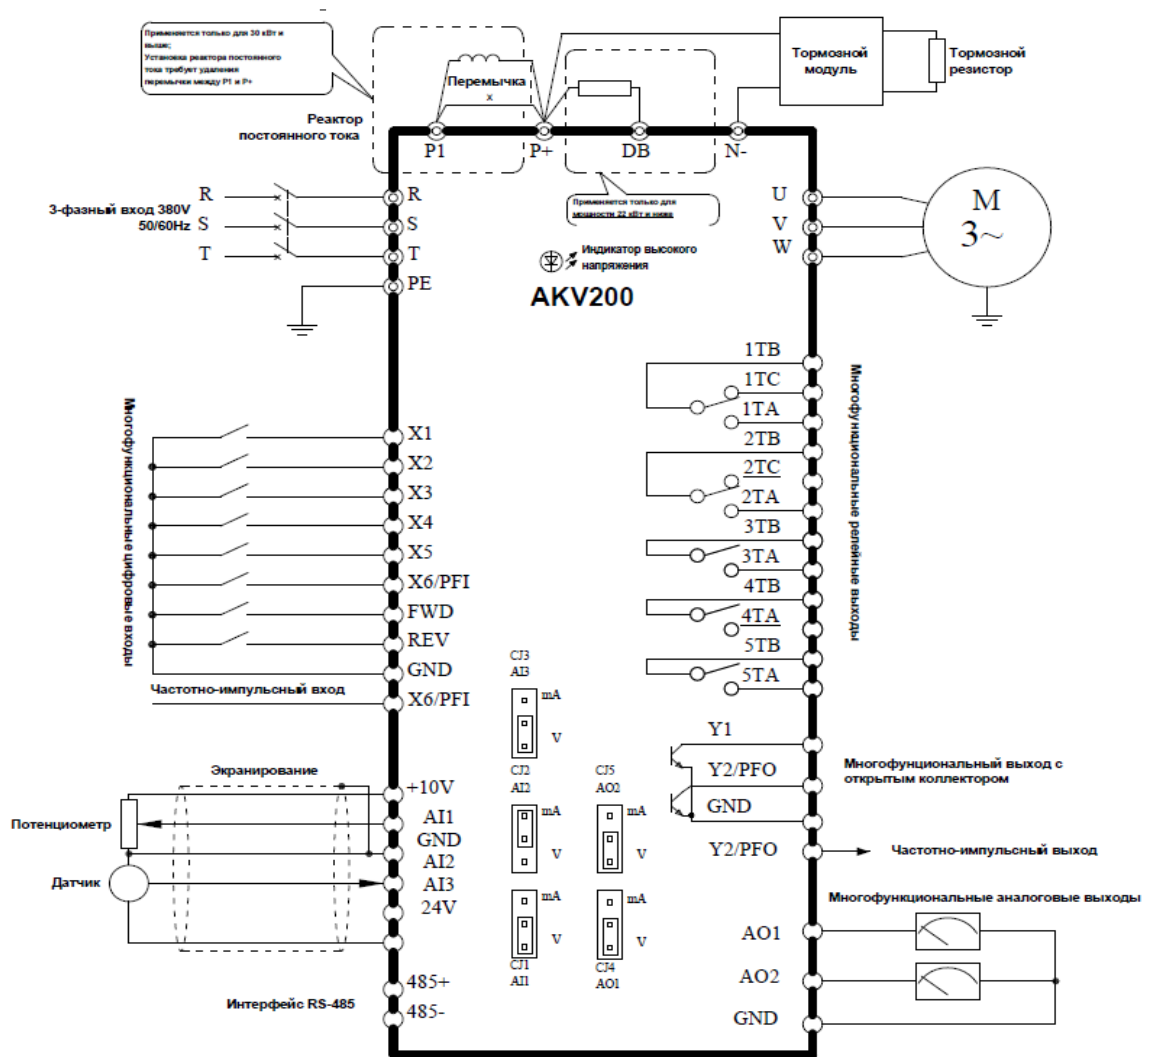 Применяется только для 30 кВт и
выше;
Установка реактора постоянного
тока требует удаления
перемычки между P1 и P+
Реактор
постоянного тока
Перемычка
x
Тормозной
модуль
Тормозной
резистор
P1
P+
DB
N-
Применяется только для
мощности 22 кВт и ниже
3-фазный вход 380V
50/60Hz
R
S
T
R
S
T
PE
Индикатор высокого
напряжения
AKV200
U
V
W
M
3~
Многофункциональные цифровые входы
X1
X2
X3
X4
X5
X6/PFI
FWD
REV
GND
Частотно-импульсный вход
X6/PFI
1TB
1TC
1TA
2TB
2TC
2TA
3TB
3TA
4TB
4TA
5TB
5TA
Многофункциональные релейные выходы
CJ3
AI3
mA
V
CJ2
AI2
mA
V
CJ5
AO2
mA
V
mA
V
CJ1
AI1
mA
V
CJ4
AO1
Y1
Y2/PFO
GND
Y2/PFO
Многофунциональный выход с
открытым коллектором
Частотно-импульсный выход
Экранирование
Потенциометр
Датчик
+10V
AI1
GND
AI2
AI3
24V
Интерфейс RS-485
485+
485-
Многофункциональные аналоговые выходы
AO1
AO2
GND